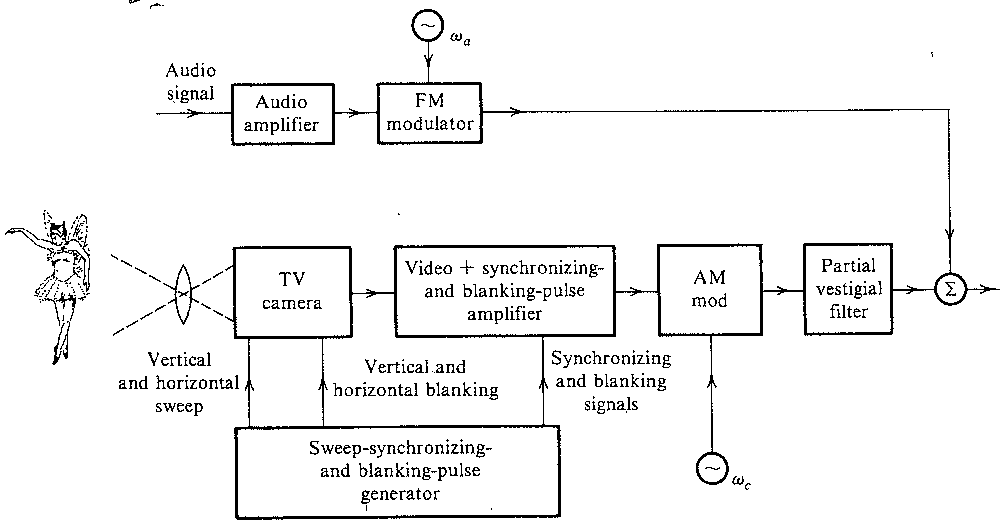 ωa
Audio
signal
Audio
amplifier
FM
modulator
TV
camera
Video + synchronizing-
and blanking-pulse
amplifier
AM
mod
Partial
vestigial
filter
Σ
Vertical
and horizontal
sweep
Vertical and
horizontal blanking
Synchronizing
and blanking
signals
Sweep-synchronizing-
and blanking-pulse
generator
ωc